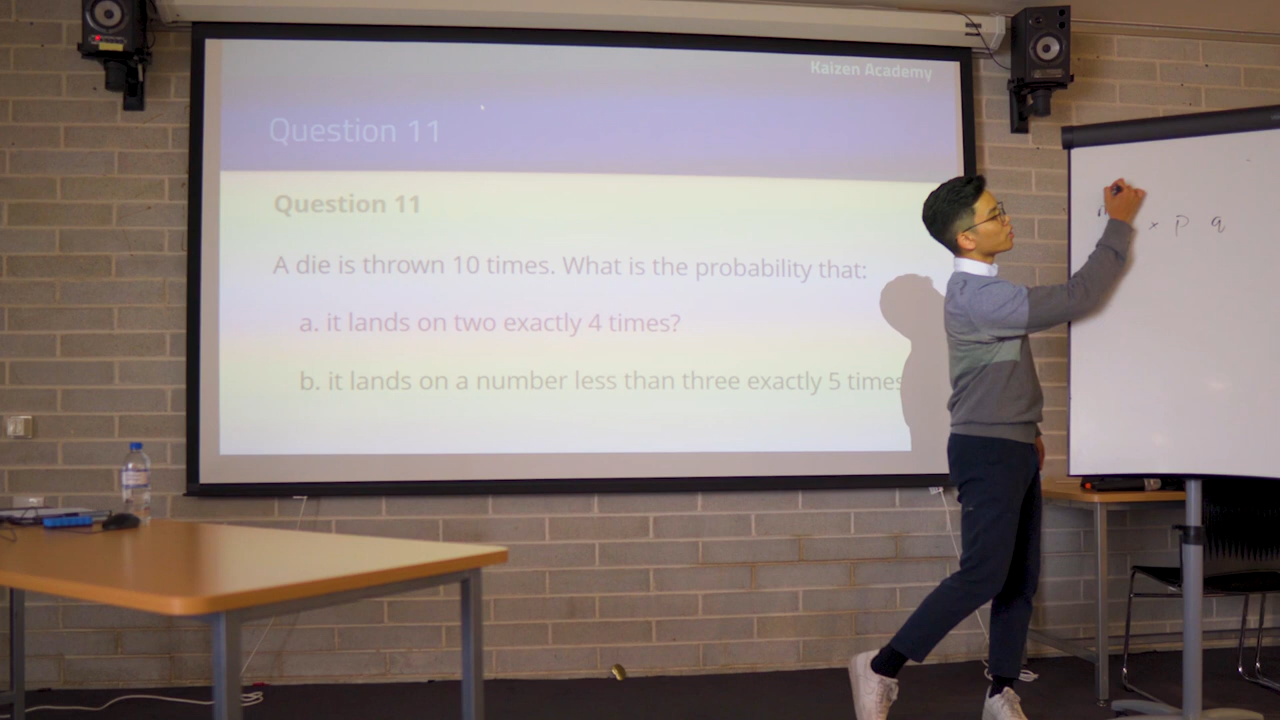 Kaizen Academy
Question 11
Question 11
A die is thrown 10 times. What is the probability that:
a. it lands on two exactly 4 times?
b. it lands on a number less than three exactly 5 times
x p q